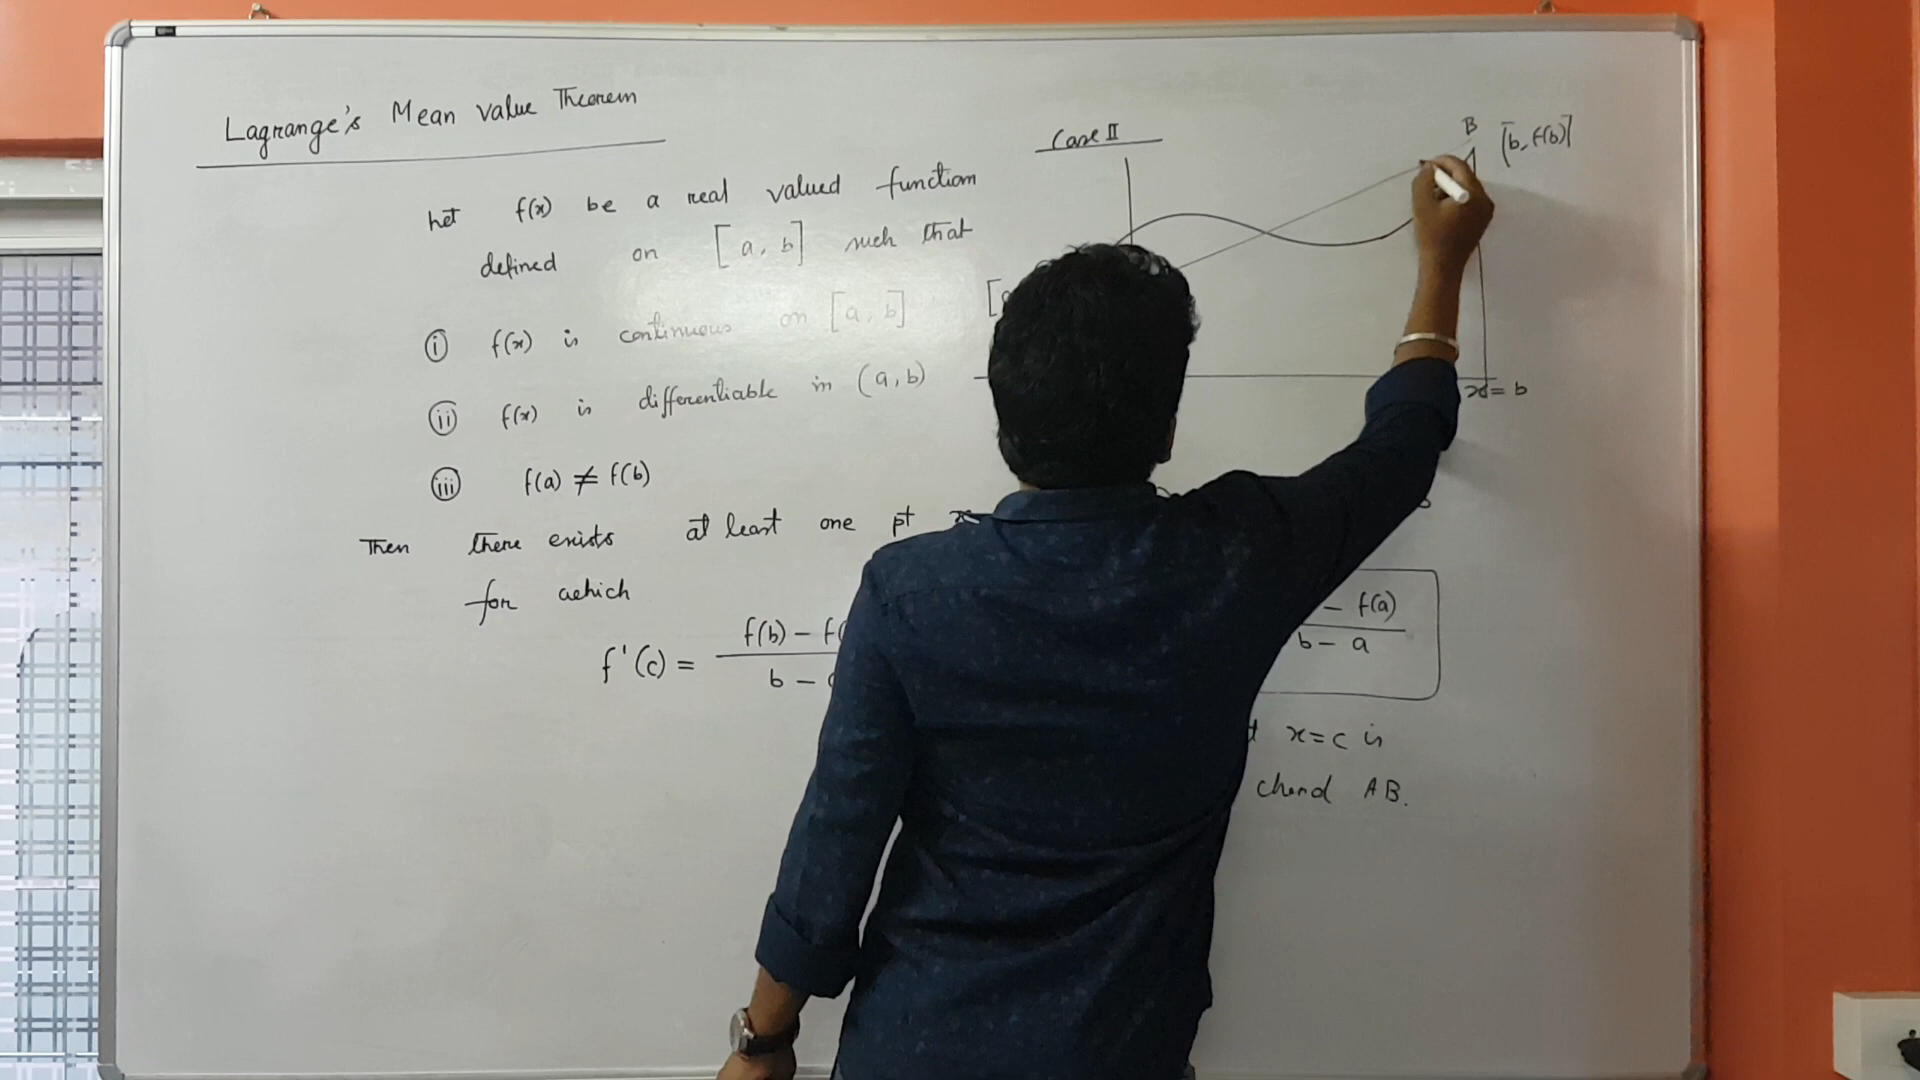 Lagrange's Mean value Theorem
Let f(x) be a real valued function
defined on [a, b] such that
(i) f(x) is continuous on [a, b]
(ii) f(x) is differentiable in (a, b)
(iii) f(a) ≠ f(b)
Then there exists at least one pt x
for which
f'(c) = f(b) - f( / b -
Case II
B [b, f(b)]
x = b
- f(a) / b - a
x = c is
chord AB.